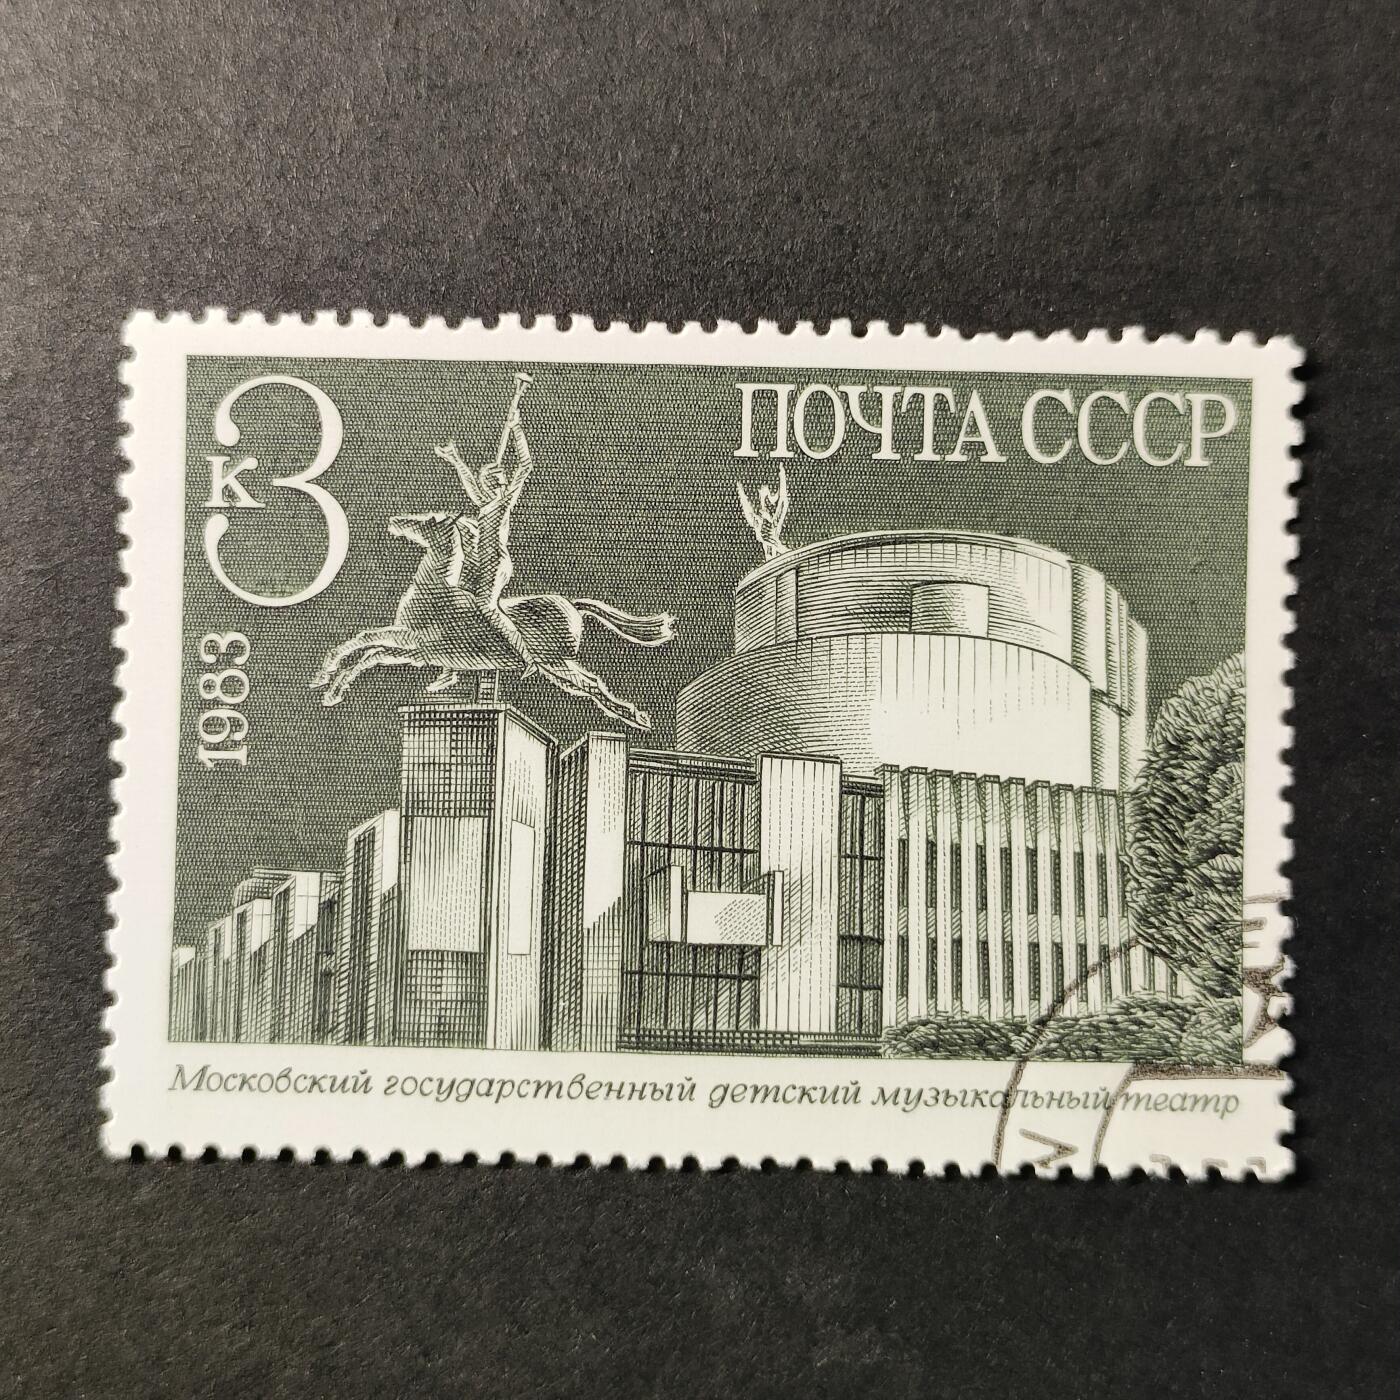 3 к
ПОЧТА СССР
1983
Московский государственный детский музыкальный театр